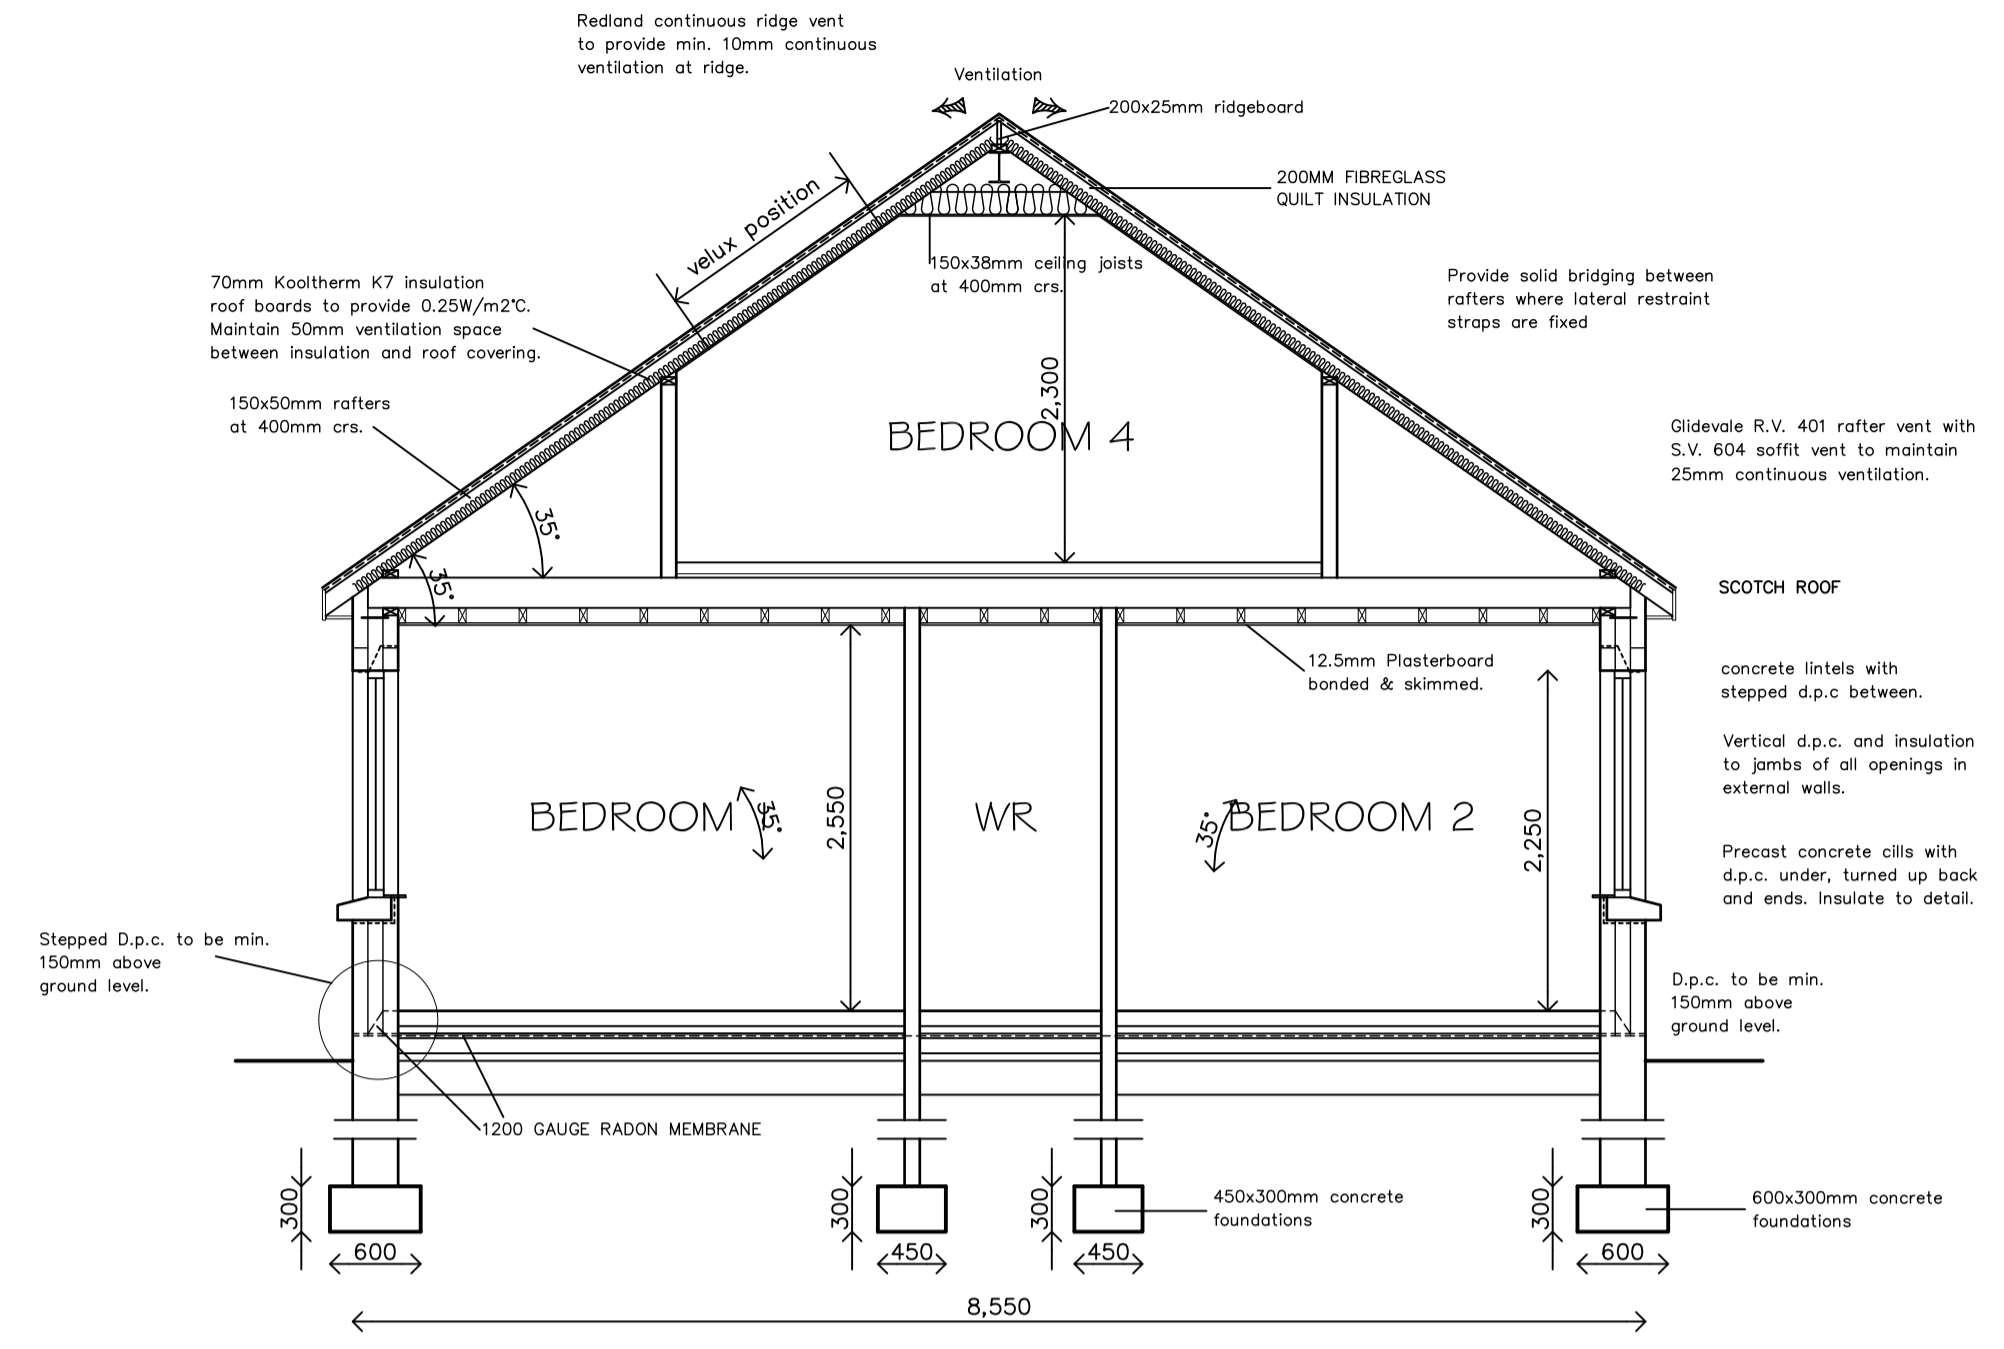 Redland continuous ridge vent
to provide min. 10mm continuous
ventilation at ridge.
Ventilation
200x25mm ridgeboard
200MM FIBREGLASS
QUILT INSULATION
velux position
150x38mm ceiling joists
at 400mm crs.
70mm Kooltherm K7 insulation
roof boards to provide 0.25W/m2°C.
Maintain 50mm ventilation space
between insulation and roof covering.
Provide solid bridging between
rafters where lateral restraint
straps are fixed
150x50mm rafters
at 400mm crs.
2,300
BEDROOM 4
Glidevale R.V. 401 rafter vent with
S.V. 604 soffit vent to maintain
25mm continuous ventilation.
35°
35°
SCOTCH ROOF
12.5mm Plasterboard
bonded & skimmed.
concrete lintels with
stepped d.p.c between.
Vertical d.p.c. and insulation
to jambs of all openings in
external walls.
BEDROOM
35°
2,550
WR
35°
BEDROOM 2
2,250
Precast concrete cills with
d.p.c. under, turned up back
and ends. Insulate to detail.
Stepped D.p.c. to be min.
150mm above
ground level.
D.p.c. to be min.
150mm above
ground level.
1200 GAUGE RADON MEMBRANE
300
300
300
300
450x300mm concrete
foundations
600x300mm concrete
foundations
600
450
450
600
8,550